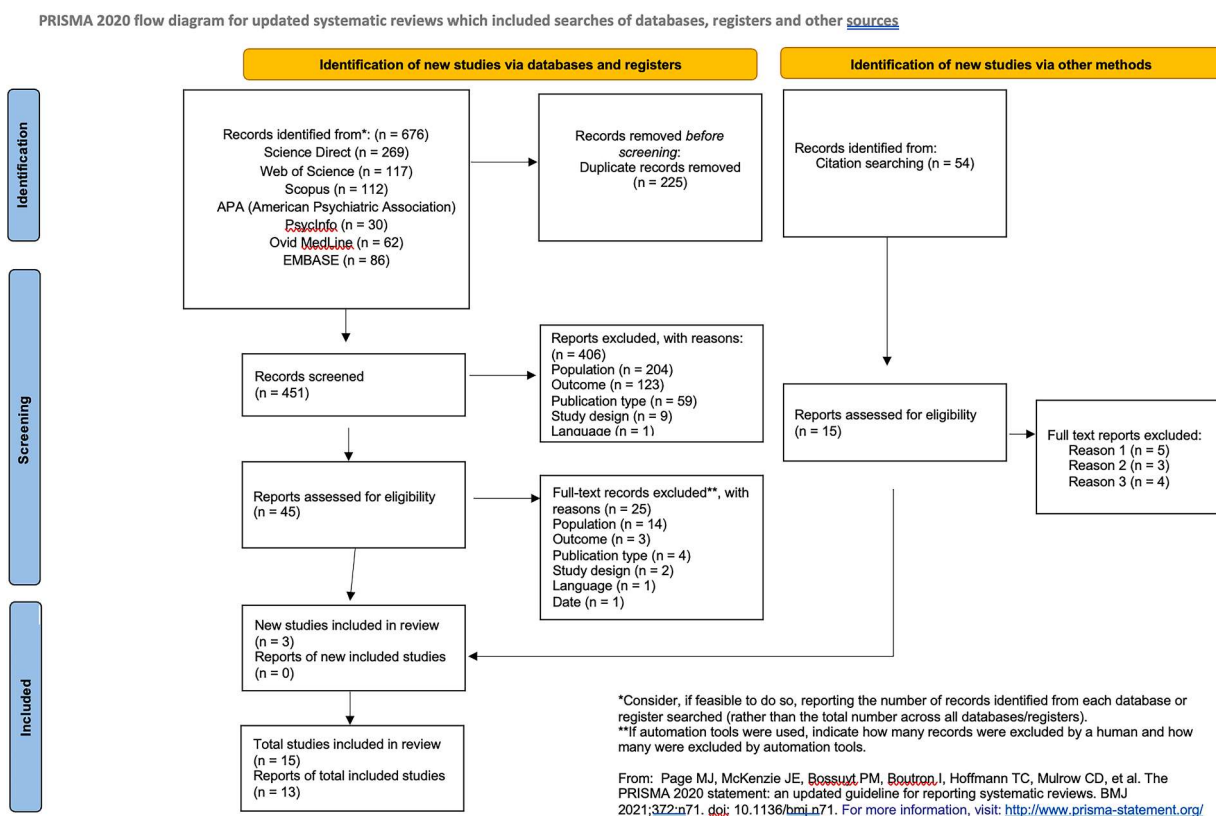 PRISMA 2020 flow diagram for updated systematic reviews which included searches of databases, registers and other sources
Identification of new studies via databases and registers
Identification of new studies via other methods
Identification
Records identified from*: (n = 676)
Science Direct (n = 269)
Web of Science (n = 117)
Scopus (n = 112)
APA (American Psychiatric Association)
PsycInfo (n = 30)
Ovid MedLine (n = 62)
EMBASE (n = 86)
Records removed before
screening:
Duplicate records removed
(n = 225)
Records identified from:
Citation searching (n = 54)
Screening
Records screened
(n = 451)
Reports excluded, with reasons:
(n = 406)
Population (n = 204)
Outcome (n = 123)
Publication type (n = 59)
Study design (n = 9)
Language (n = 1)
Reports assessed for eligibility
(n = 15)
Full text reports excluded:
Reason 1 (n = 5)
Reason 2 (n = 3)
Reason 3 (n = 4)
Reports assessed for eligibility
(n = 45)
Full-text records excluded**, with
reasons (n = 25)
Population (n = 14)
Outcome (n = 3)
Publication type (n = 4)
Study design (n = 2)
Language (n = 1)
Date (n = 1)
Included
New studies included in review
(n = 3)
Reports of new included studies
(n = 0)
Total studies included in review
(n = 15)
Reports of total included studies
(n = 13)
*Consider, if feasible to do so, reporting the number of records identified from each database or
register searched (rather than the total number across all databases/registers).
**If automation tools were used, indicate how many records were excluded by a human and how
many were excluded by automation tools.
From: Page MJ, McKenzie JE, Bossuyt PM, Boutron I, Hoffmann TC, Mulrow CD, et al. The
PRISMA 2020 statement: an updated guideline for reporting systematic reviews. BMJ
2021;372:n71. doi: 10.1136/bmj.n71. For more information, visit: http://www.prisma-statement.org/